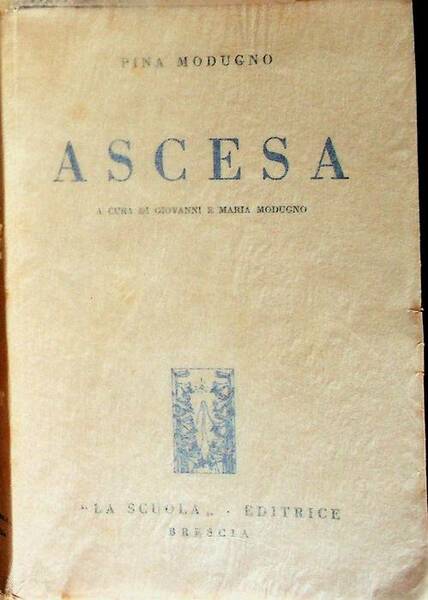 PINA MODUGNO
ASCESA
A CURA DI GIOVANNI E MARIA MODUGNO
"LA SCUOLA„ · EDITRICE
BRESCIA